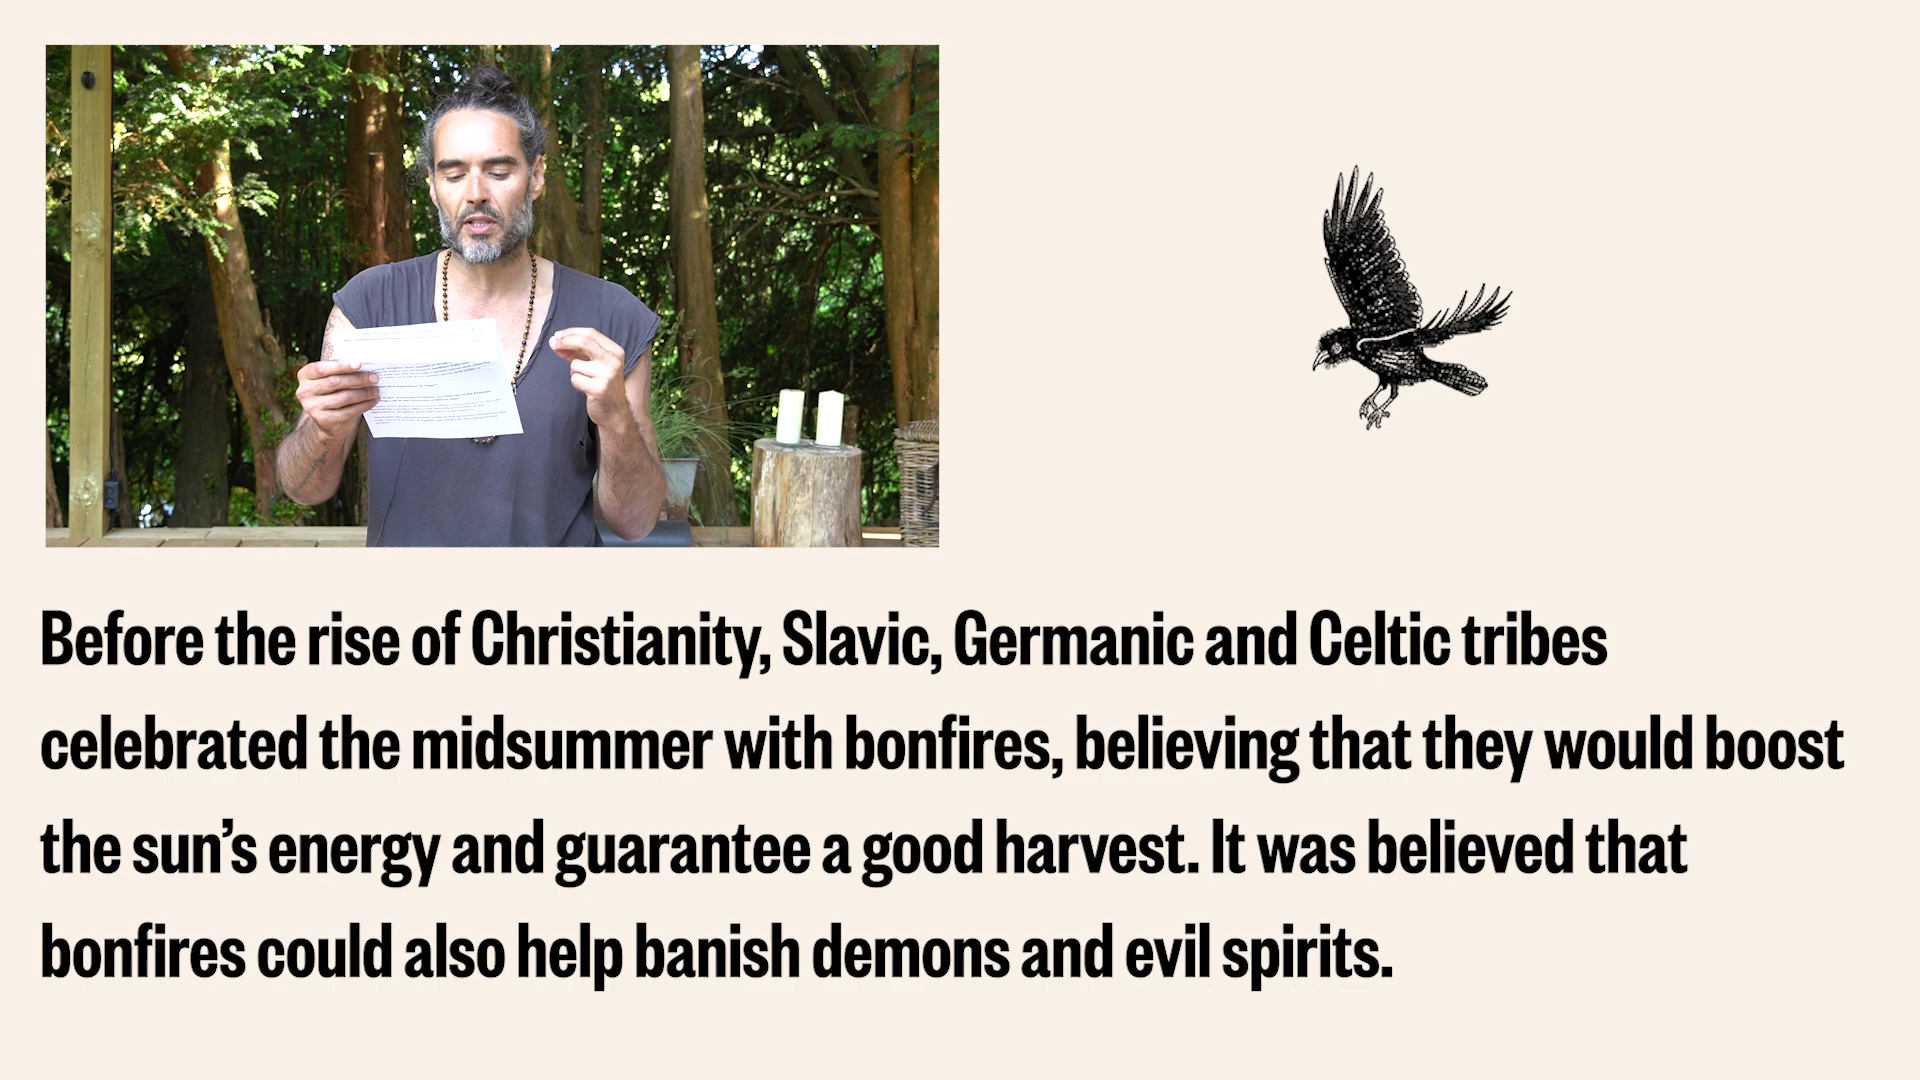 Before the rise of Christianity, Slavic, Germanic and Celtic tribes
celebrated the midsummer with bonfires, believing that they would boost
the sun’s energy and guarantee a good harvest. It was believed that
bonfires could also help banish demons and evil spirits.